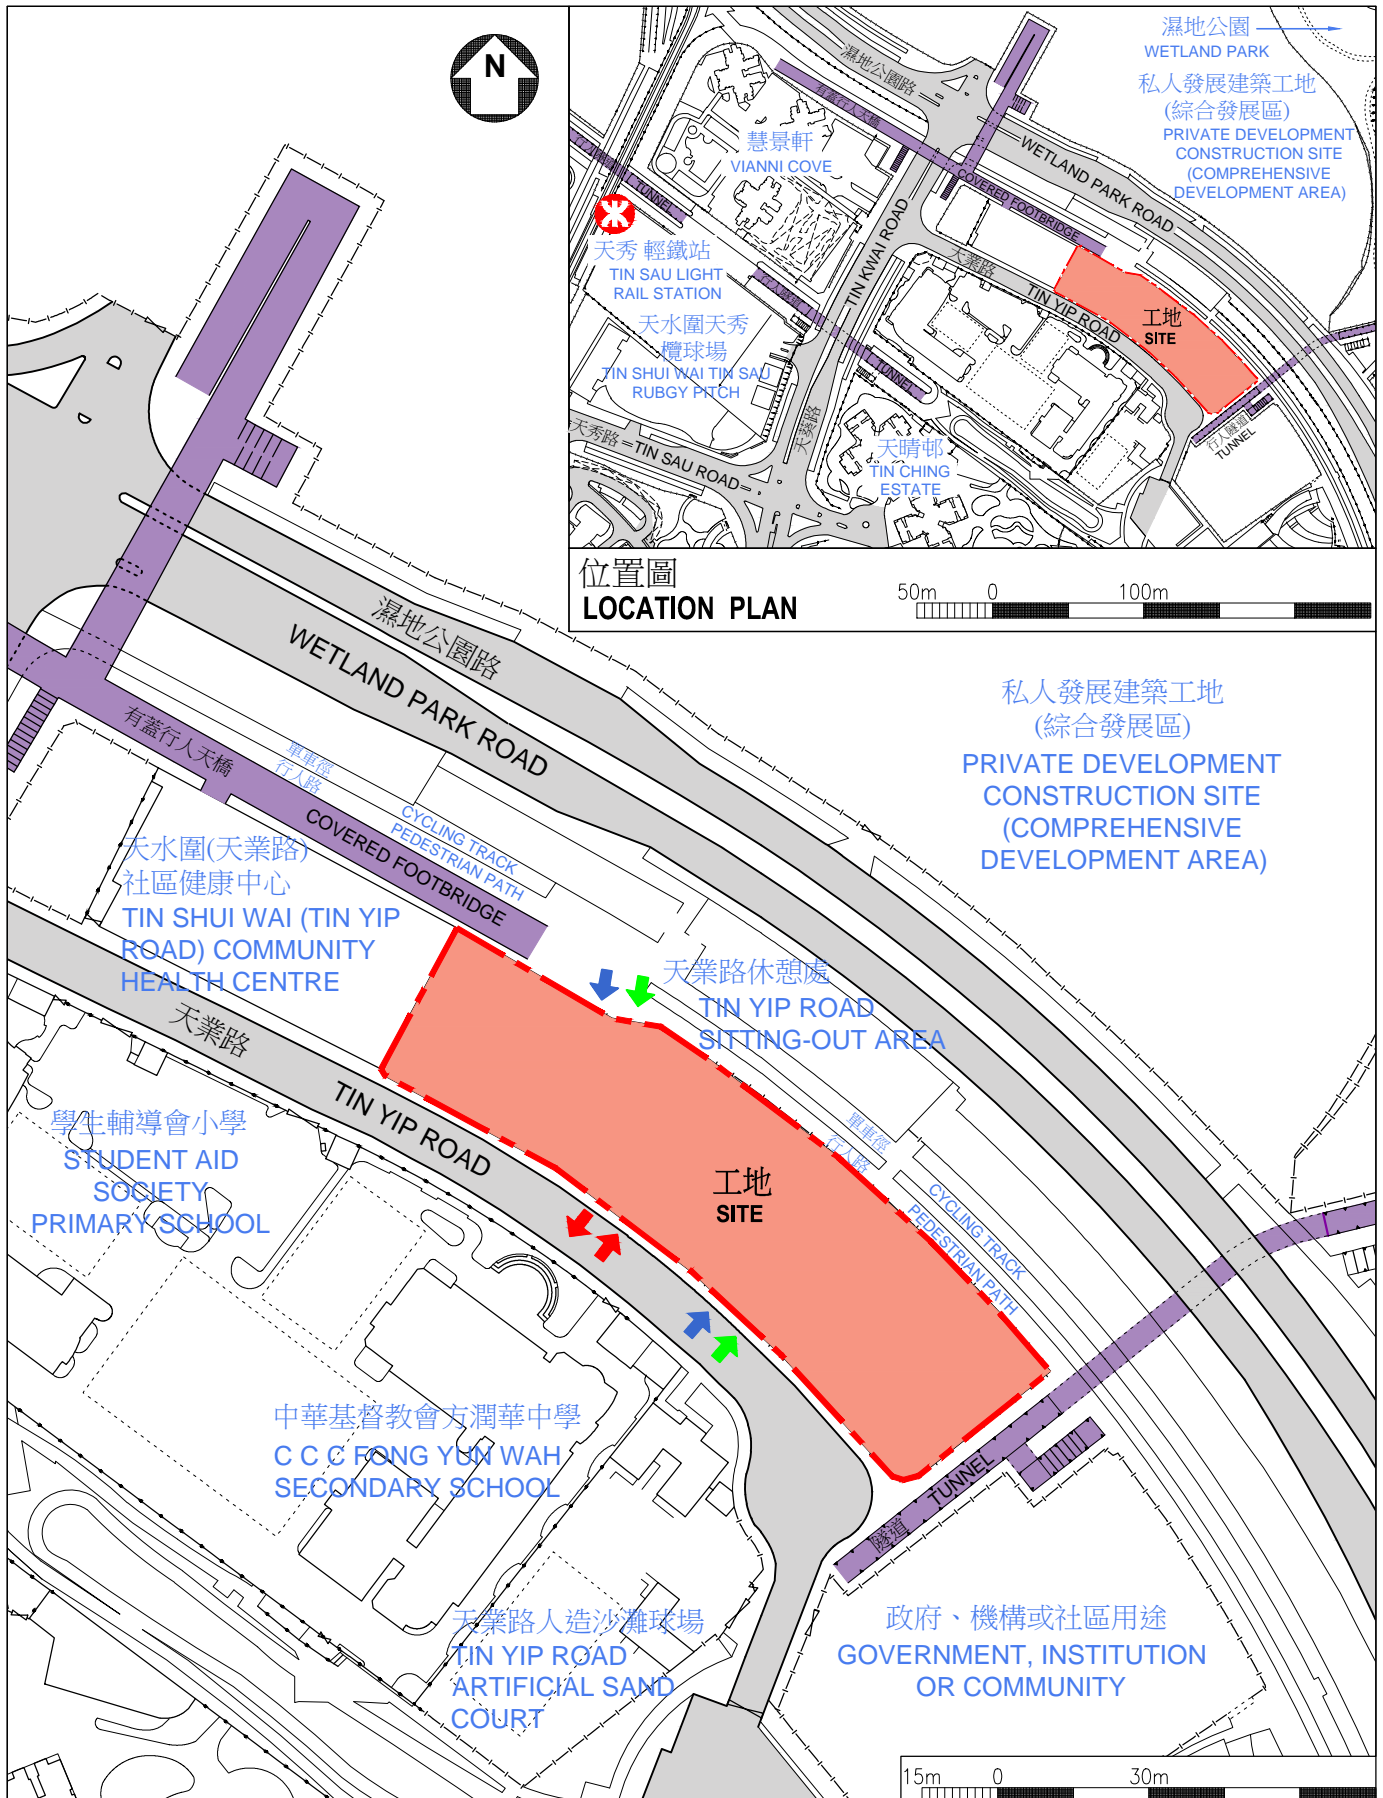 N
濕地公園
WETLAND PARK
私人發展建築工地
(綜合發展區)
PRIVATE DEVELOPMENT
CONSTRUCTION SITE
(COMPREHENSIVE
DEVELOPMENT AREA)
濕地公園路
有蓋行人天橋
慧景軒
VIANNI COVE
WETLAND PARK ROAD
COVERED FOOTBRIDGE
行人隧道
TUNNEL
天秀 輕鐵站
TIN SAU LIGHT
RAIL STATION
TIN KWAI ROAD
天業路
TIN YIP ROAD
工地
SITE
行人隧道
TUNNEL
天水圍天秀
欖球場
TIN SHUI WAI TIN SAU
RUBGY PITCH
天葵路
天秀路
TIN SAU ROAD
天晴邨
TIN CHING
ESTATE
行人隧道
TUNNEL
位置圖
LOCATION PLAN
50m 0 100m
濕地公園路
WETLAND PARK ROAD
私人發展建築工地
(綜合發展區)
PRIVATE DEVELOPMENT
CONSTRUCTION SITE
(COMPREHENSIVE
DEVELOPMENT AREA)
有蓋行人天橋
COVERED FOOTBRIDGE
單車徑
行人路
CYCLING TRACK
PEDESTRIAN PATH
天水圍(天業路)
社區健康中心
TIN SHUI WAI (TIN YIP
ROAD) COMMUNITY
HEALTH CENTRE
天業路休憩處
TIN YIP ROAD
SITTING-OUT AREA
天業路
TIN YIP ROAD
學生輔導會小學
STUDENT AID
SOCIETY
PRIMARY SCHOOL
工地
SITE
單車徑
行人路
CYCLING TRACK
PEDESTRIAN PATH
中華基督教會方潤華中學
C C C FONG YUN WAH
SECONDARY SCHOOL
隧道
TUNNEL
天業路人造沙灘球場
TIN YIP ROAD
ARTIFICIAL SAND
COURT
政府、機構或社區用途
GOVERNMENT, INSTITUTION
OR COMMUNITY
15m 0 30m